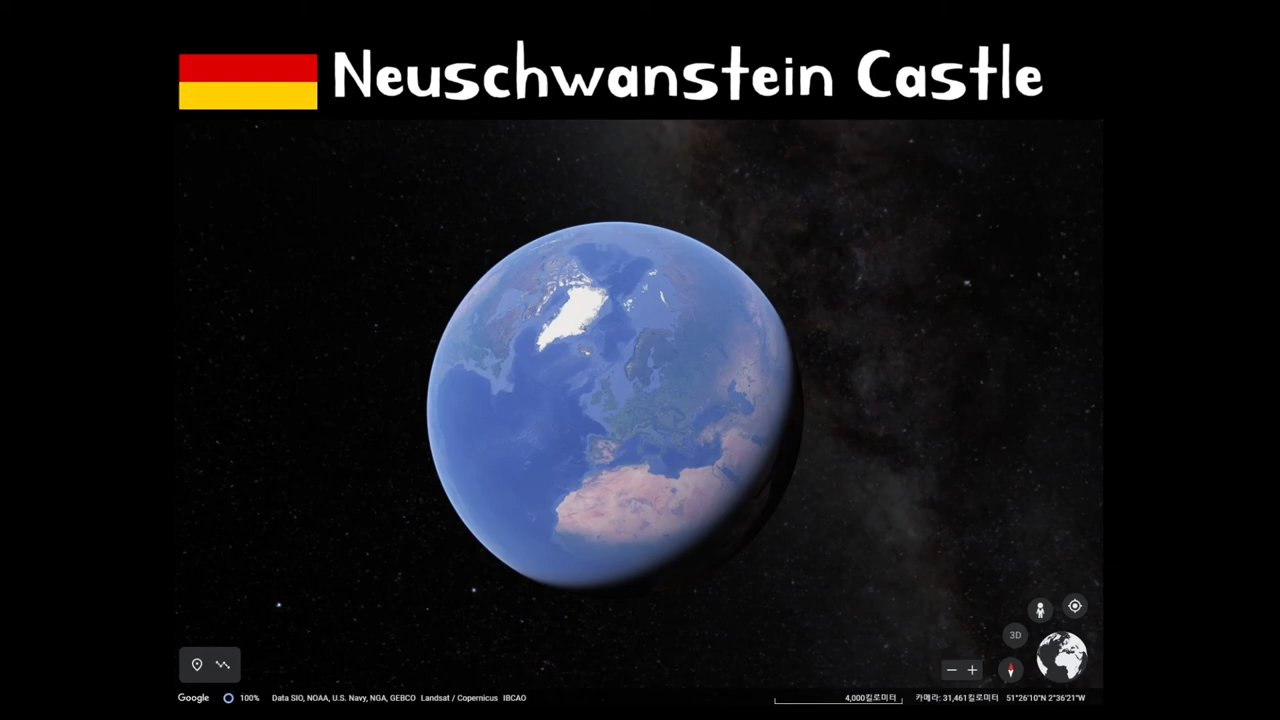 Neuschwanstein Castle
3D
Google 100% Data SIO, NOAA, U.S. Navy, NGA, GEBCO Landsat / Copernicus IBCAO 4,000킬로미터 카메라: 31,461킬로미터 51°26'10"N 2°36'21"W